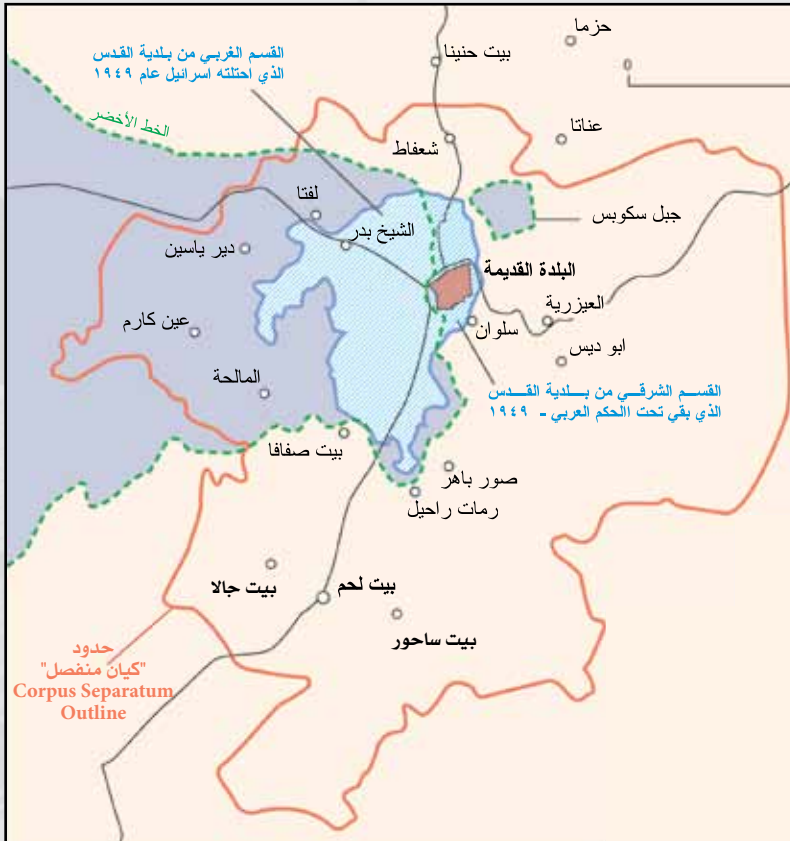 حزما
بيت حنينا
القسم الغربي من بلدية القدس
الذي احتلته اسرائيل عام ١٩٤٩
0
الخط الأخضر
عناتا
شعفاط
لفتا
جبل سكوبس
الشيخ بدر
دير ياسين
البلدة القديمة
العيزرية
عين كارم
سلوان
ابو ديس
المالحة
القسم الشرقي من بلدية القدس
الذي بقي تحت االحكم العربي - ١٩٤٩
بيت صفافا
صور باهر
رمات راحيل
بيت جالا
بيت لحم
بيت ساحور
حدود
"كيان منفصل"
Corpus Separatum
Outline